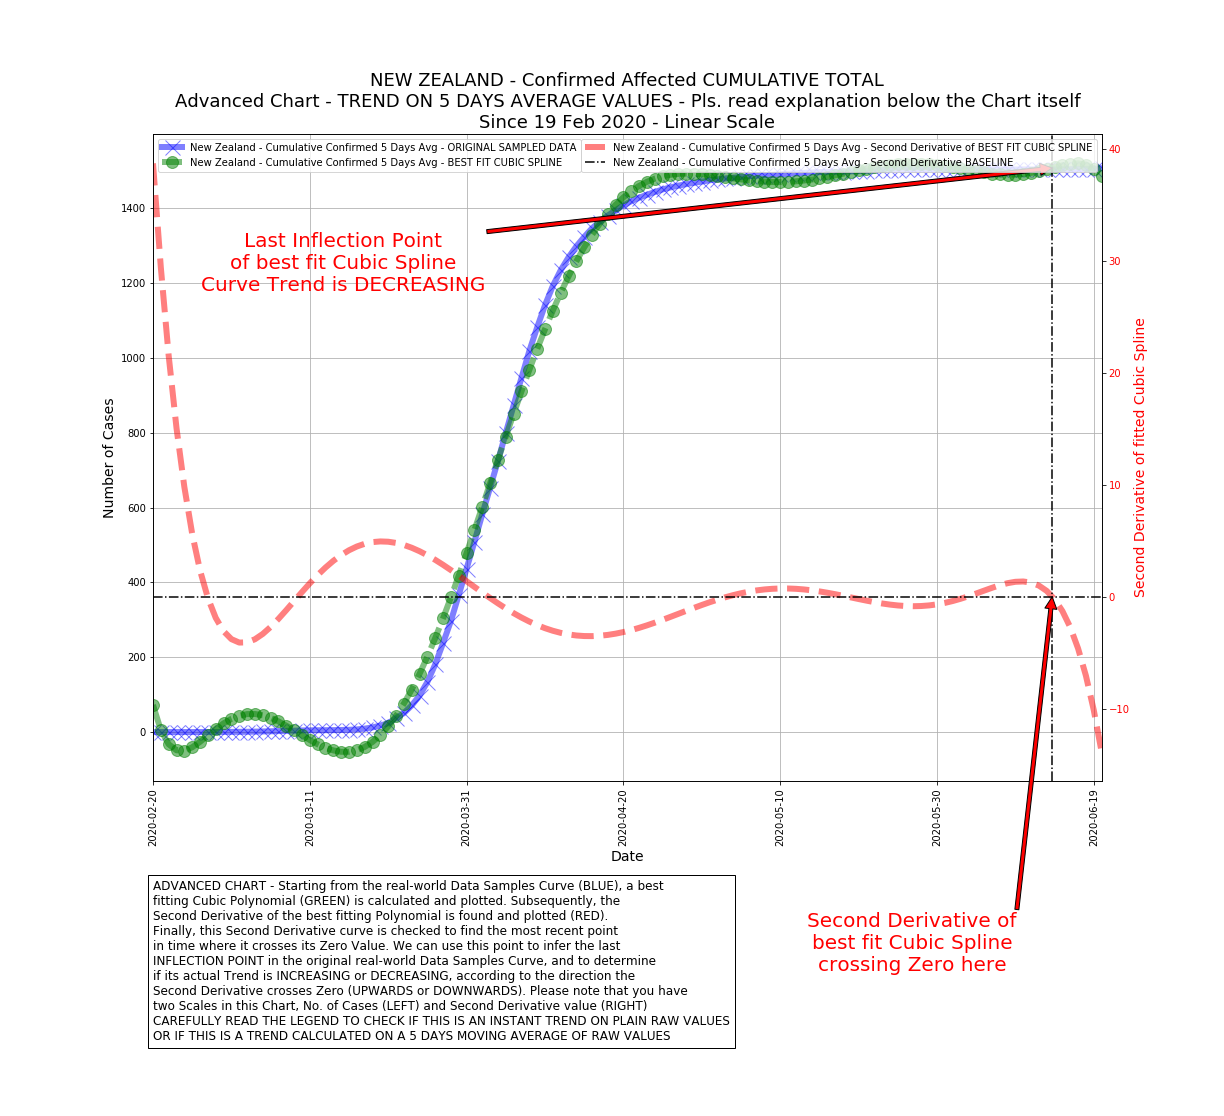 NEW ZEALAND - Confirmed Affected CUMULATIVE TOTAL
Advanced Chart - TREND ON 5 DAYS AVERAGE VALUES - Pls. read explanation below the Chart itself
Since 19 Feb 2020 - Linear Scale
New Zealand - Cumulative Confirmed 5 Days Avg - ORIGINAL SAMPLED DATA
New Zealand - Cumulative Confirmed 5 Days Avg - BEST FIT CUBIC SPLINE
New Zealand - Cumulative Confirmed 5 Days Avg - Second Derivative of BEST FIT CUBIC SPLINE
New Zealand - Cumulative Confirmed 5 Days Avg - Second Derivative BASELINE
Last Inflection Point
of best fit Cubic Spline
Curve Trend is DECREASING
Number of Cases
1400
1200
1000
800
600
400
200
0
40
30
20
10
0
−10
Second Derivative of fitted Cubic Spline
2020-02-20
2020-03-11
2020-03-31
2020-04-20
2020-05-10
2020-05-30
2020-06-19
Date
ADVANCED CHART - Starting from the real-world Data Samples Curve (BLUE), a best
fitting Cubic Polynomial (GREEN) is calculated and plotted. Subsequently, the
Second Derivative of the best fitting Polynomial is found and plotted (RED).
Finally, this Second Derivative curve is checked to find the most recent point
in time where it crosses its Zero Value. We can use this point to infer the last
INFLECTION POINT in the original real-world Data Samples Curve, and to determine
if its actual Trend is INCREASING or DECREASING, according to the direction the
Second Derivative crosses Zero (UPWARDS or DOWNWARDS). Please note that you have
two Scales in this Chart, No. of Cases (LEFT) and Second Derivative value (RIGHT)
CAREFULLY READ THE LEGEND TO CHECK IF THIS IS AN INSTANT TREND ON PLAIN RAW VALUES
OR IF THIS IS A TREND CALCULATED ON A 5 DAYS MOVING AVERAGE OF RAW VALUES
Second Derivative of
best fit Cubic Spline
crossing Zero here